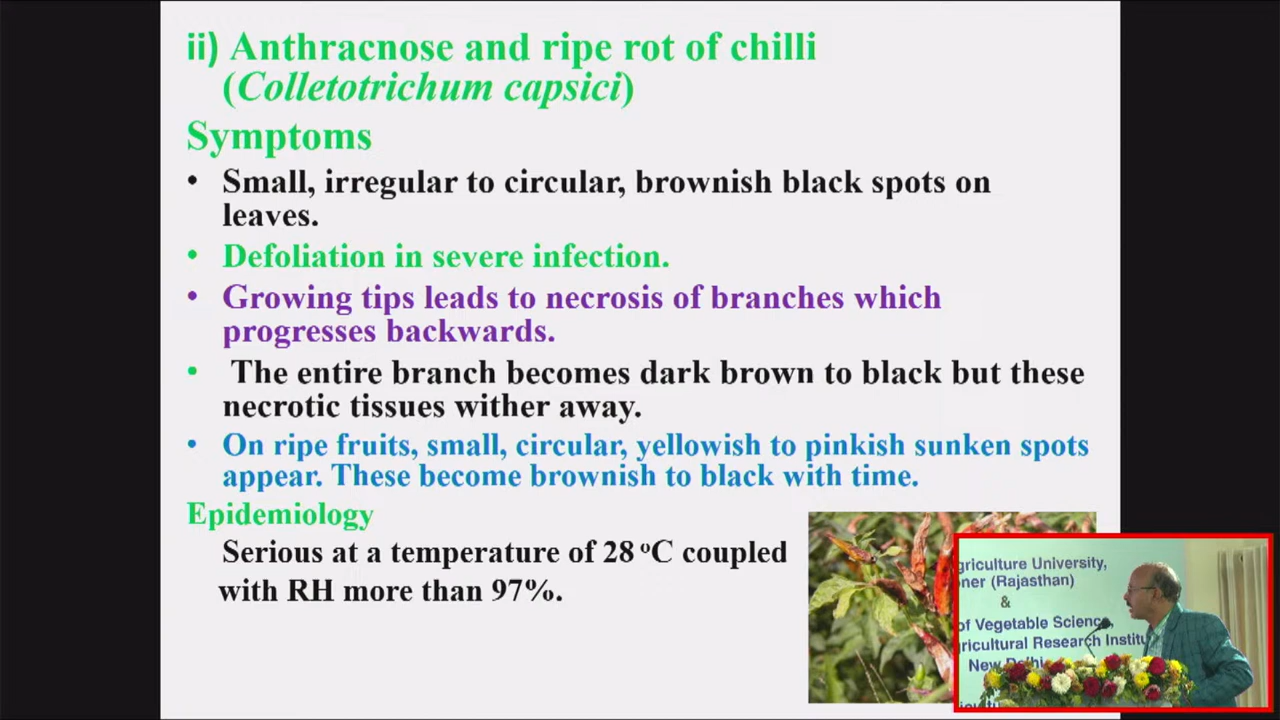 ii) Anthracnose and ripe rot of chilli
(Colletotrichum capsici)
Symptoms
• Small, irregular to circular, brownish black spots on
leaves.
• Defoliation in severe infection.
• Growing tips leads to necrosis of branches which
progresses backwards.
• The entire branch becomes dark brown to black but these
necrotic tissues wither away.
• On ripe fruits, small, circular, yellowish to pinkish sunken spots
appear. These become brownish to black with time.
Epidemiology
Serious at a temperature of 28 ºC coupled
with RH more than 97%.
griculture University,
oner (Rajasthan)
&
of Vegetable Science,
gricultural Research Institu
New Delhi